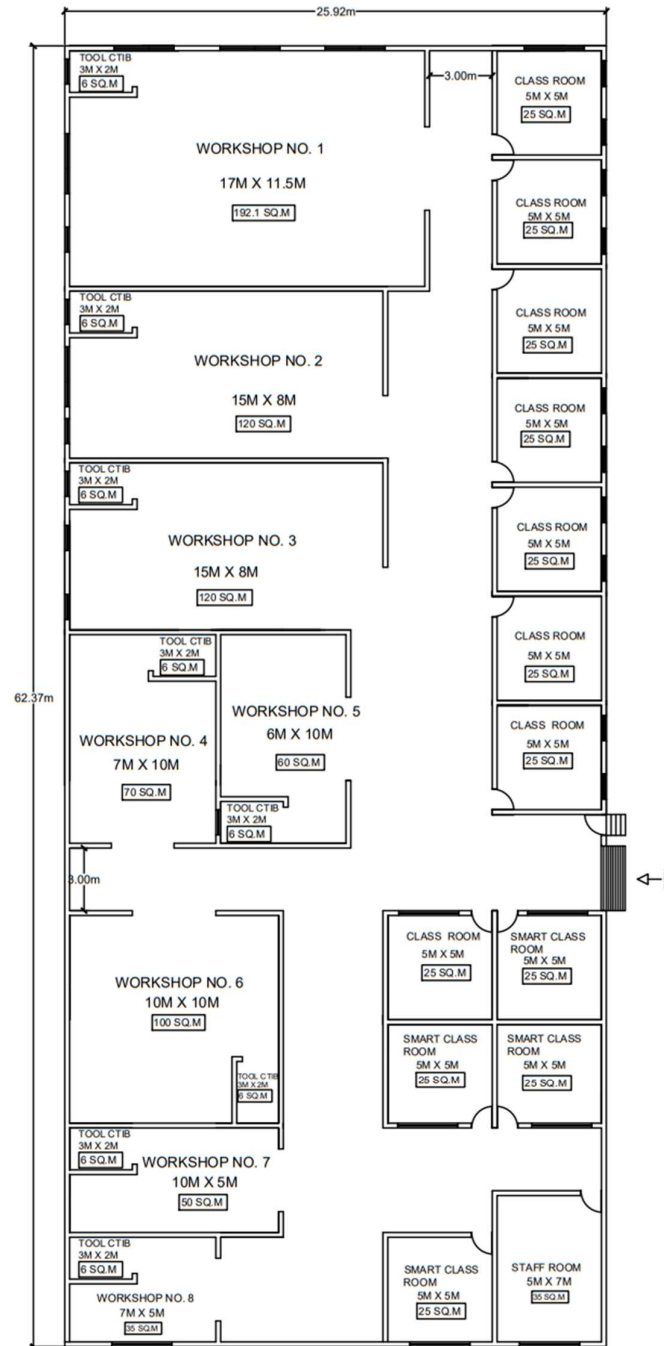 25.92m
TOOL CTIB
3M X 2M
6 SQ.M
3.00m
CLASS ROOM
5M X 5M
25 SQ.M
WORKSHOP NO. 1
17M X 11.5M
192.1 SQ.M
CLASS ROOM
5M X 5M
25 SQ.M
TOOL CTIB
3M X 2M
6 SQ.M
CLASS ROOM
5M X 5M
25 SQ.M
WORKSHOP NO. 2
15M X 8M
120 SQ.M
CLASS ROOM
5M X 5M
25 SQ.M
TOOL CTIB
3M X 2M
6 SQ.M
WORKSHOP NO. 3
15M X 8M
120 SQ.M
CLASS ROOM
5M X 5M
25 SQ.M
TOOL CTIB
3M X 2M
6 SQ.M
CLASS ROOM
5M X 5M
25 SQ.M
62.37m
WORKSHOP NO. 4
7M X 10M
70 SQ.M
WORKSHOP NO. 5
6M X 10M
60 SQ.M
CLASS ROOM
5M X 5M
25 SQ.M
TOOL CTIB
3M X 2M
6 SQ.M
3.00m
WORKSHOP NO. 6
10M X 10M
100 SQ.M
CLASS ROOM
5M X 5M
25 SQ.M
SMART CLASS
ROOM
5M X 5M
25 SQ.M
TOOL CTIB
3M X 2M
6 SQ.M
SMART CLASS
ROOM
5M X 5M
25 SQ.M
SMART CLASS
ROOM
5M X 5M
25 SQ.M
TOOL CTIB
3M X 2M
6 SQ.M
WORKSHOP NO. 7
10M X 5M
50 SQ.M
TOOL CTIB
3M X 2M
6 SQ.M
WORKSHOP NO. 8
7M X 5M
35 SQ.M
SMART CLASS
ROOM
5M X 5M
25 SQ.M
STAFF ROOM
5M X 7M
35 SQ.M